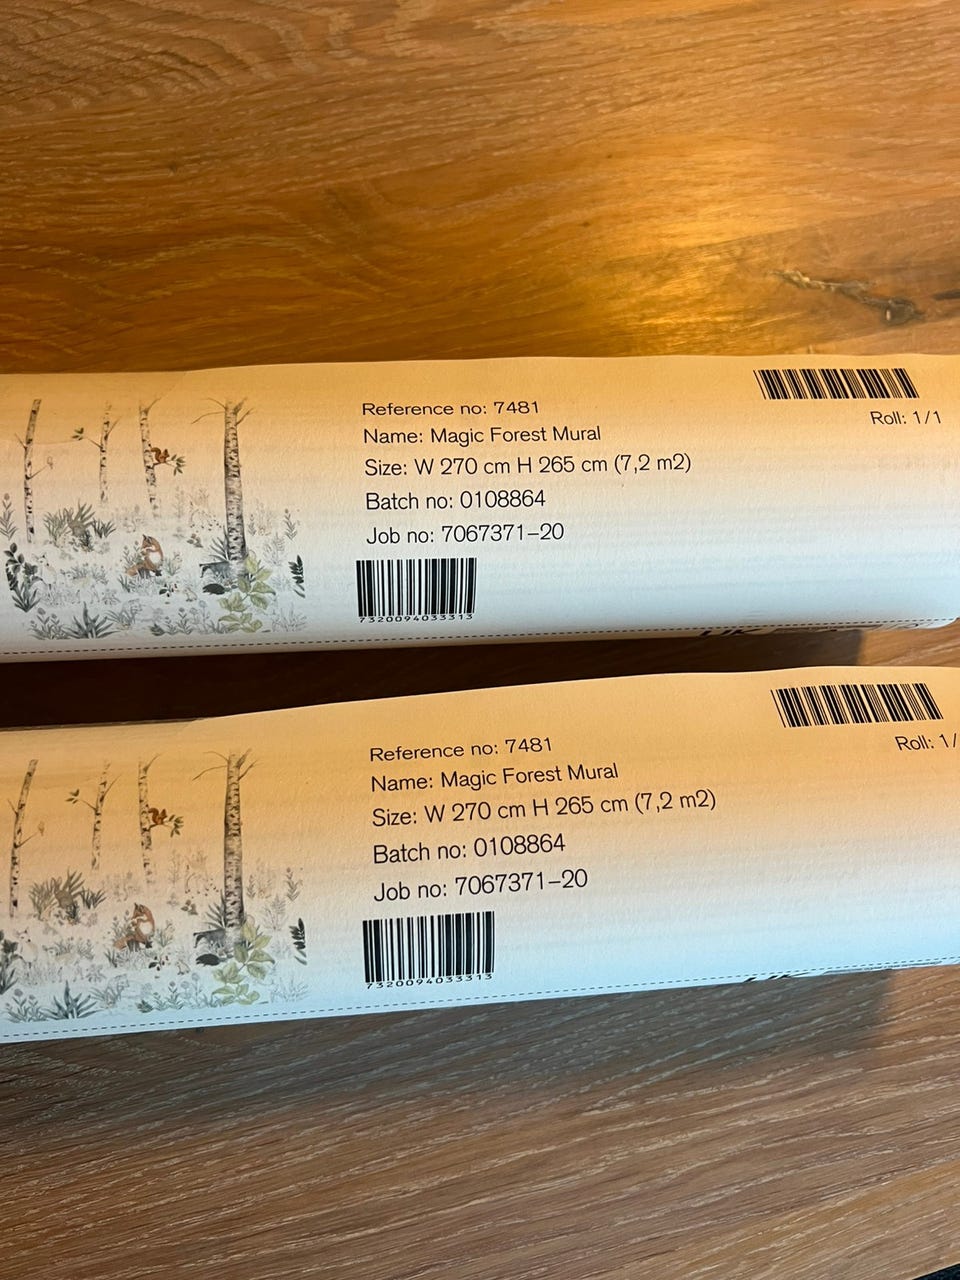 Roll: 1/1
Reference no: 7481
Name: Magic Forest Mural
Size: W 270 cm H 265 cm (7,2 m2)
Batch no: 0108864
Job no: 7067371-20
7320094033313
Roll: 1/
Reference no: 7481
Name: Magic Forest Mural
Size: W 270 cm H 265 cm (7,2 m2)
Batch no: 0108864
Job no: 7067371-20
7320094033313